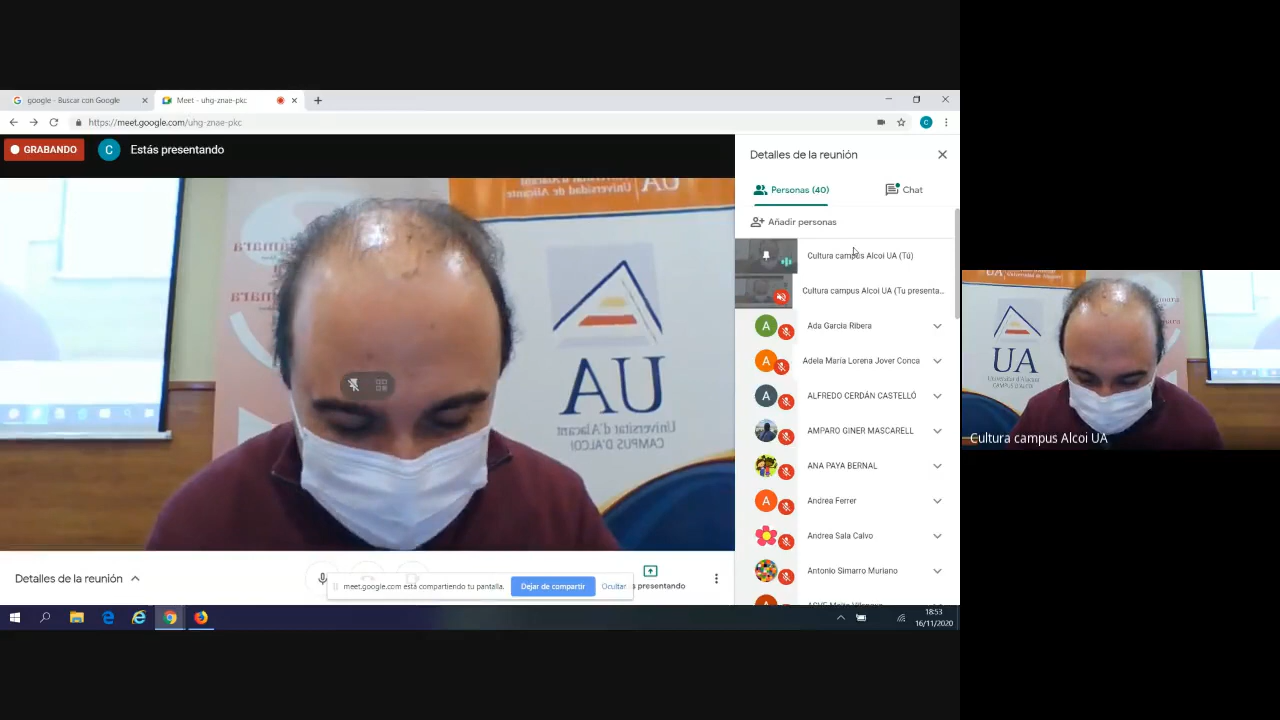 google - Buscar con Google
Meet - uhg-znae-pkc
https://meet.google.com/uhg-znae-pkc
GRABANDO
C
Estás presentando
Detalles de la reunión
Personas (40)
Chat
Añadir personas
Cultura campus Alcoi UA (Tú)
Cultura campus Alcoi UA (Tu presenta...
A
Ada Garcia Ribera
A
Adela María Lorena Jover Conca
A
ALFREDO CERDÁN CASTELLÓ
AMPARO GINER MASCARELL
ANA PAYA BERNAL
A
Andrea Ferrer
Andrea Sala Calvo
Antonio Simarro Muriano
UA
Universidad de Alicante
cámara
UA
Universitat d'Alacant
CAMPUS D'ALCOI
Detalles de la reunión
meet.google.com está compartiendo tu pantalla.
Dejar de compartir
Ocultar
s presentando
18:53
16/11/2020
UA
Universitat d'Alacant
CAMPUS D'ALCOI
Cultura campus Alcoi UA